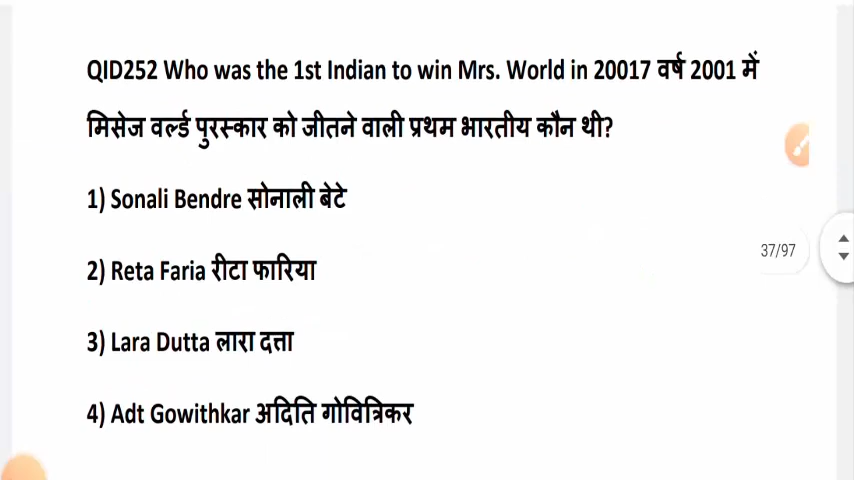 QID252 Who was the 1st Indian to win Mrs. World in 20017 वर्ष 2001 में
मिसेज वर्ल्ड पुरस्कार को जीतने वाली प्रथम भारतीय कौन थी?
1) Sonali Bendre सोनाली बेटे
2) Reta Faria रीटा फारिया
37/97
3) Lara Dutta लारा दत्ता
4) Adt Gowithkar अदिति गोवित्रिकर